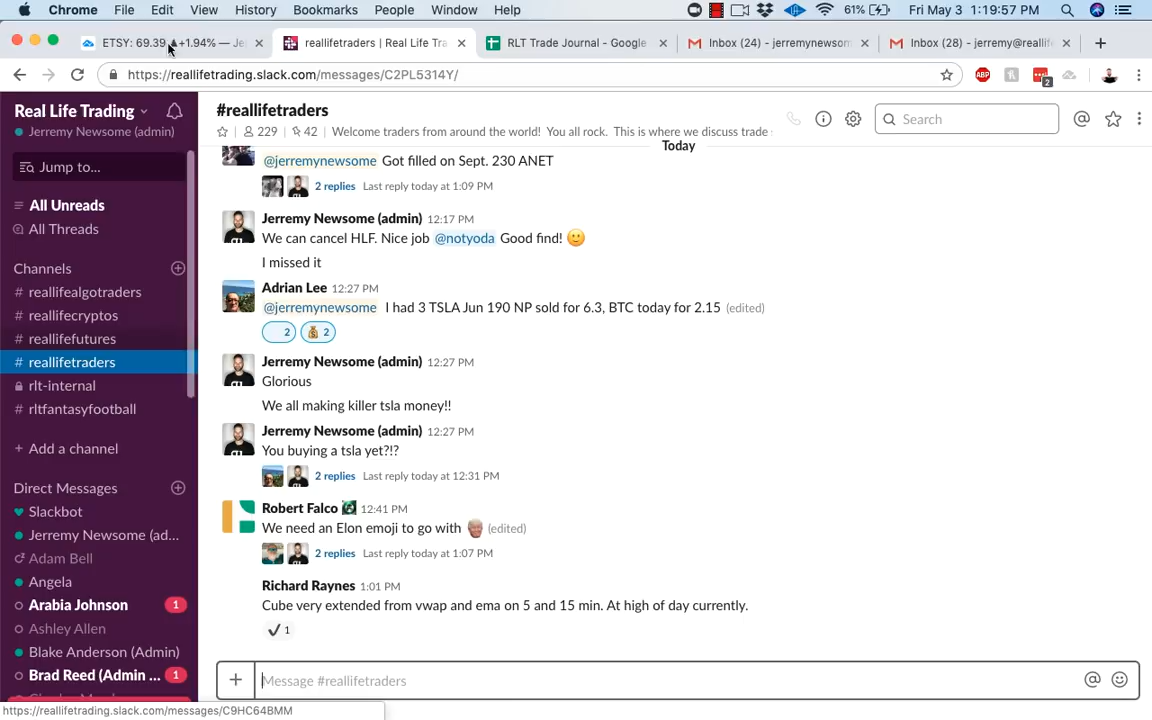 Chrome File Edit View History Bookmarks People Window Help 61% Fri May 3 1:19:57 PM
ETSY: 69.39 ▲+1.94% — Je
reallifetraders | Real Life Tra
RLT Trade Journal - Google
Inbox (24) - jerremynewsom
Inbox (28) - jeremy@reallif
https://reallifetrading.slack.com/messages/C2PL5314Y/
ABP
2
Real Life Trading
Jerremy Newsome (admin)
Jump to...
All Unreads
All Threads
Channels
# reallifealgotraders
# reallifecryptos
# reallifefutures
# reallifetraders
rlt-internal
# rltfantasyfootball
+ Add a channel
Direct Messages
Slackbot
Jerremy Newsome (ad...
Adam Bell
Angela
Arabia Johnson 1
Ashley Allen
Blake Anderson (Admin)
Brad Reed (Admin ... 1
https://reallifetrading.slack.com/messages/C9HC64BMM
#reallifetraders
229 | 42 | Welcome traders from around the world! You all rock. This is where we discuss trade s
Search
Today
@jerremynewsome Got filled on Sept. 230 ANET
2 replies Last reply today at 1:09 PM
Jerremy Newsome (admin) 12:17 PM
We can cancel HLF. Nice job @notyoda Good find!
I missed it
Adrian Lee 12:27 PM
@jerremynewsome I had 3 TSLA Jun 190 NP sold for 6.3, BTC today for 2.15 (edited)
2 2
Jerremy Newsome (admin) 12:27 PM
Glorious
We all making killer tsla money!!
Jerremy Newsome (admin) 12:27 PM
You buying a tsla yet?!?
2 replies Last reply today at 12:31 PM
Robert Falco 12:41 PM
We need an Elon emoji to go with (edited)
2 replies Last reply today at 1:07 PM
Richard Raynes 1:01 PM
Cube very extended from vwap and ema on 5 and 15 min. At high of day currently.
✓ 1
Message #reallifetraders